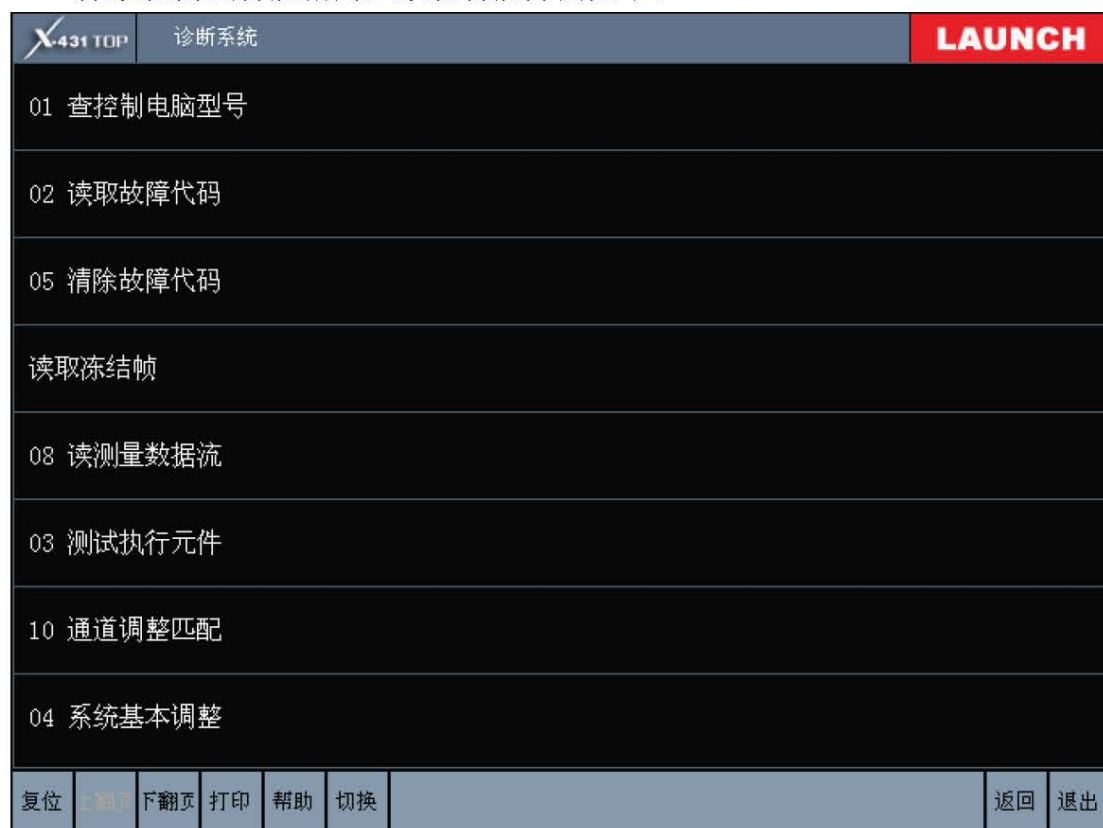 X-431 TOP 诊断系统 LAUNCH
01 查控制电脑型号
02 读取故障代码
05 清除故障代码
读取冻结帧
08 读测量数据流
03 测试执行元件
10 通道调整匹配
04 系统基本调整
复位 上翻页 下翻页 打印 帮助 切换 返回 退出